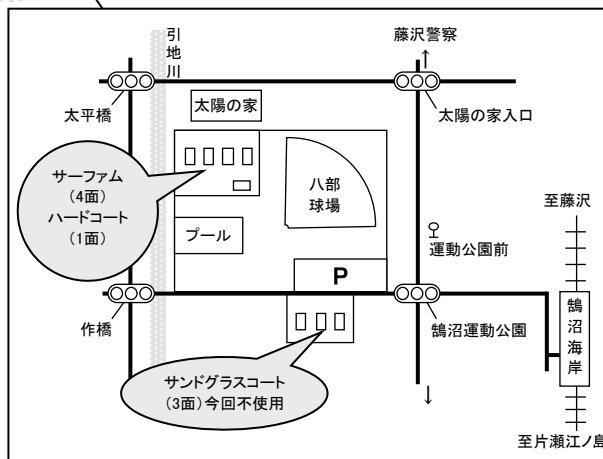 引地川
藤沢警察
↑
太平橋
太陽の家
太陽の家入口
サーファム
(4面)
ハードコート
(1面)
八部
球場
プール
至藤沢
運動公園前
P
作橋
鵠沼運動公園
鵠沼海岸
サンドグラスコート
(3面)今回不使用
↓
至片瀬江ノ島